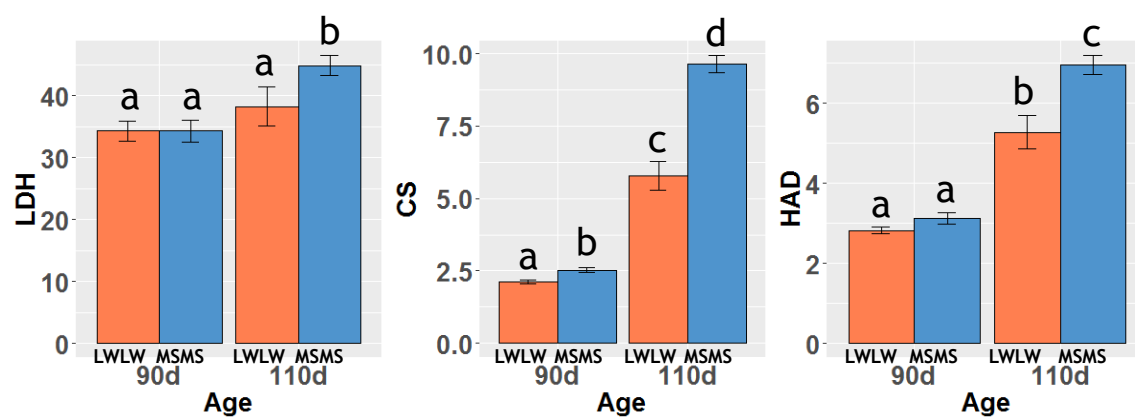 LDH
40
30
20
10
0
a a a b
LWLW MSMS LWLW MSMS
90d 110d
Age
CS
10.0
7.5
5.0
2.5
0.0
a b c d
LWLW MSMS LWLW MSMS
90d 110d
Age
HAD
6
4
2
0
a a b c
LWLW MSMS LWLW MSMS
90d 110d
Age